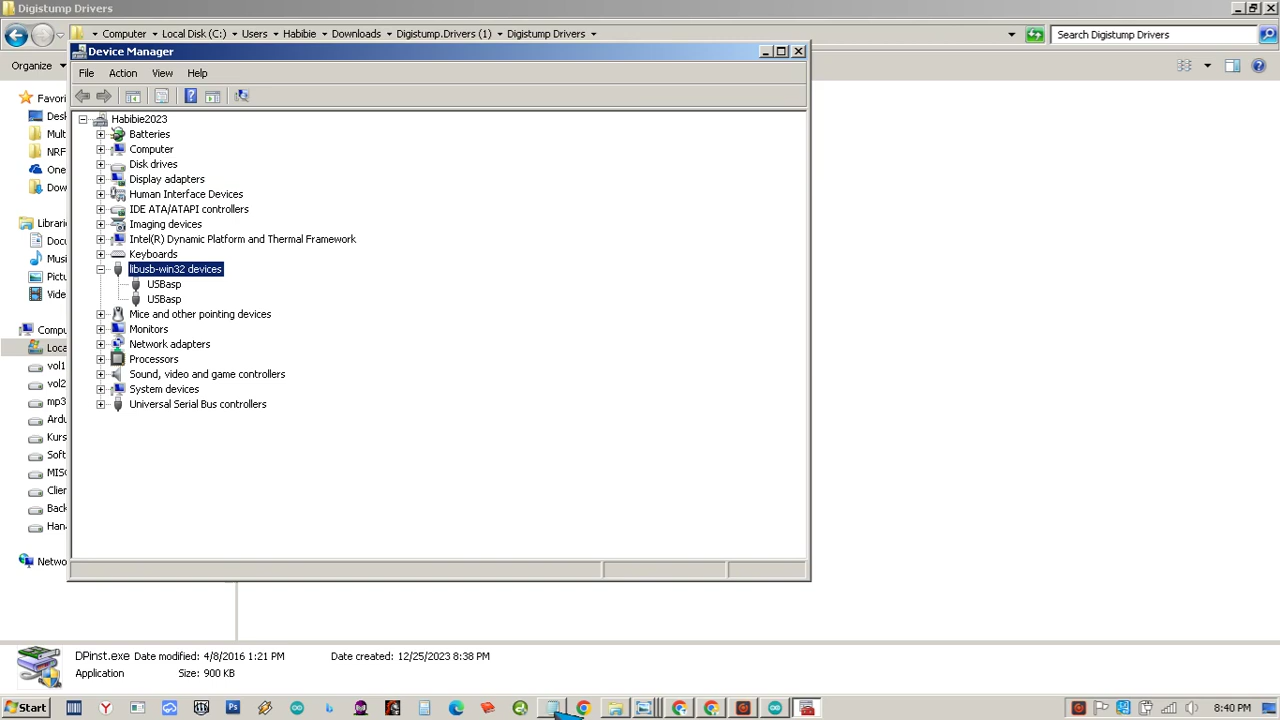 Digistump Drivers
Computer Local Disk (C:) Users Habibie Downloads Digistump.Drivers (1) Digistump Drivers
Search Digistump Drivers
Device Manager
Organize
File Action View Help
Favori
Desk
Mult
NRF
One
Dow
Librari
Docu
Musi
Pictu
Vide
Compu
Loca
vol1
vol2
mp3
Ardu
Kurs
Soft
MISC
Clier
Back
Han
Netwo
Habibie2023
Batteries
Computer
Disk drives
Display adapters
Human Interface Devices
IDE ATA/ATAPI controllers
Imaging devices
Intel(R) Dynamic Platform and Thermal Framework
Keyboards
libusb-win32 devices
USBasp
USBasp
Mice and other pointing devices
Monitors
Network adapters
Processors
Sound, video and game controllers
System devices
Universal Serial Bus controllers
DPinst.exe Date modified: 4/8/2016 1:21 PM Date created: 12/25/2023 8:38 PM
Application Size: 900 KB
Start
8:40 PM